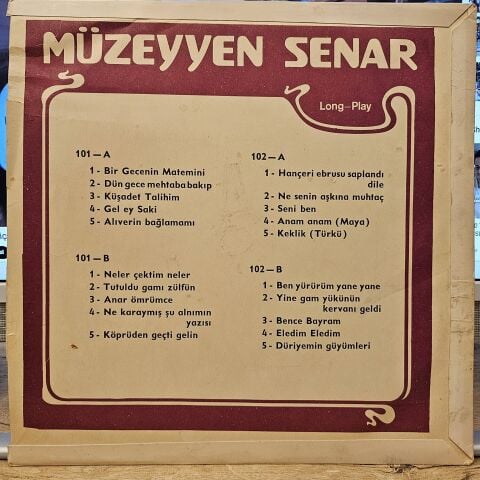 MÜZEYYEN SENAR
Long-Play
101-A
1- Bir Gecenin Matemini
2- Dün gece mehtaba bakıp
3- Küşadet Talihim
4- Gel ey Saki
5- Alıverin bağlamamı
101-B
1- Neler çektim neler
2- Tutuldu gamı zülfün
3- Anar ömrümce
4- Ne karaymış şu alnımın
yazısı
5- Köprüden geçti gelin
102-A
1- Hançeri ebrusu saplandı
dile
2- Ne senin aşkına muhtaç
3- Seni ben
4- Anam anam (Maya)
5- Keklik (Türkü)
102-B
1- Ben yürürüm yane yane
2- Yine gam yükünün
kervanı geldi
3- Bence Bayram
4- Eledim Eledim
5- Düriyemin güyümleri